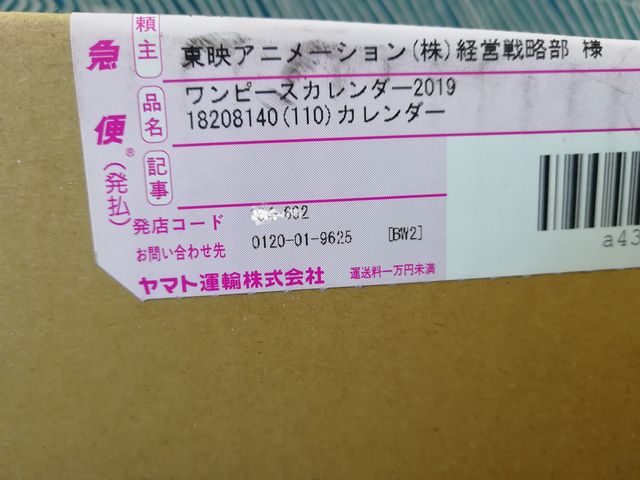 頼主 東映アニメーション(株)経営戦略部 様
急便®(発払)
品名 ワンピースカレンダー2019
18208140(110)カレンダー
記事
発店コード
お問い合わせ先 0120-01-9625 [BW2]
ヤマト運輸株式会社 運送料一万円未満
a43